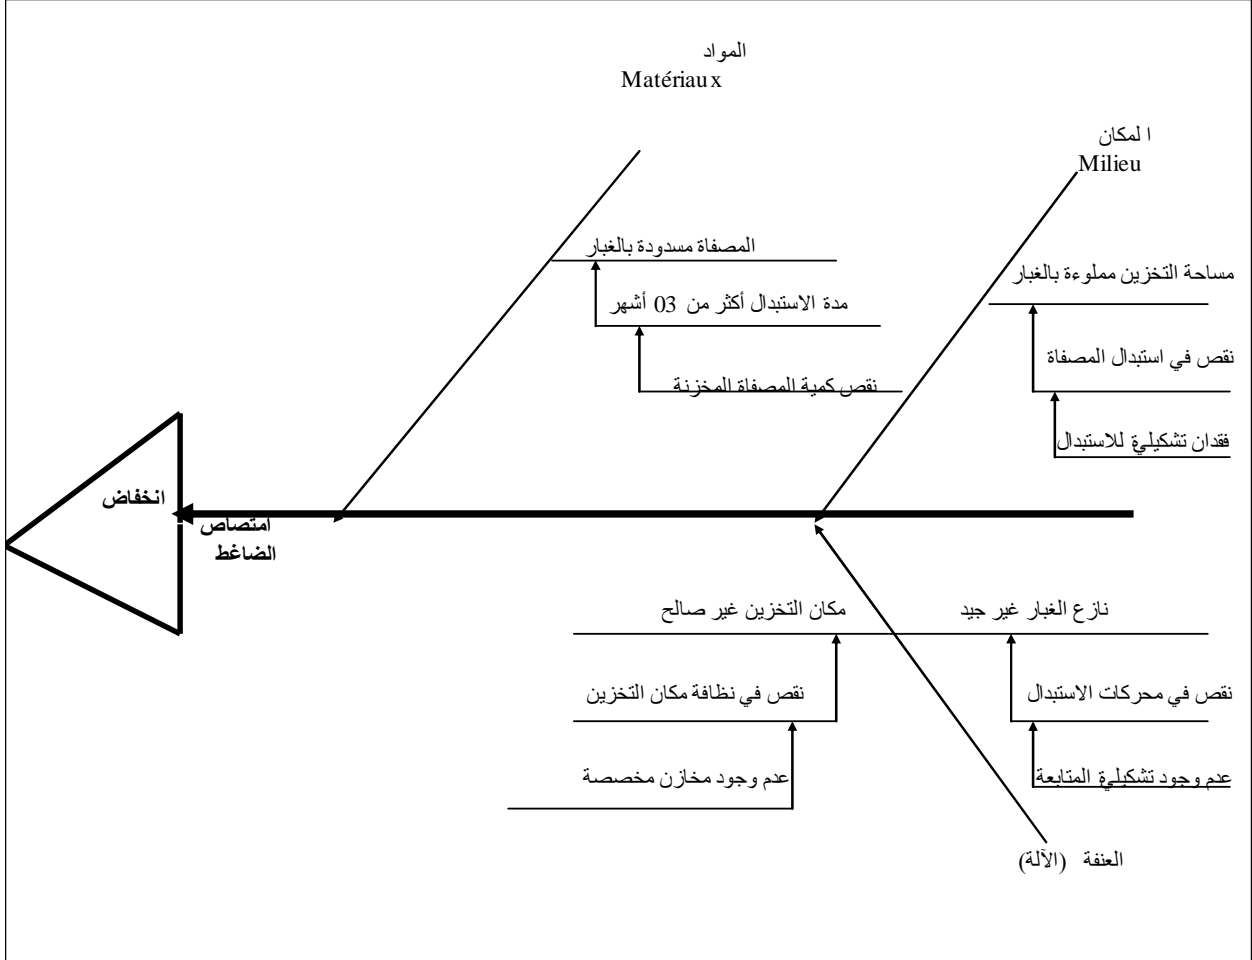 المواد
Matériaux
ا لمكان
Milieu
المصفاة مسدودة بالغبار
مساحة التخزين مملوءة بالغبار
مدة الاستبدال أكثر من 03 أشهر
نقص في استبدال المصفاة
نقص كمية المصفاة المخزنة
فقدان تشكيلية للاستبدال
انخفاض
امتصاص
الضاغط
نازع الغبار غير جيد
مكان التخزين غير صالح
نقص في محركات الاستبدال
نقص في نظافة مكان التخزين
عدم وجود تشكيلية المتابعة
عدم وجود مخازن مخصصة
العنفة (الآلة)